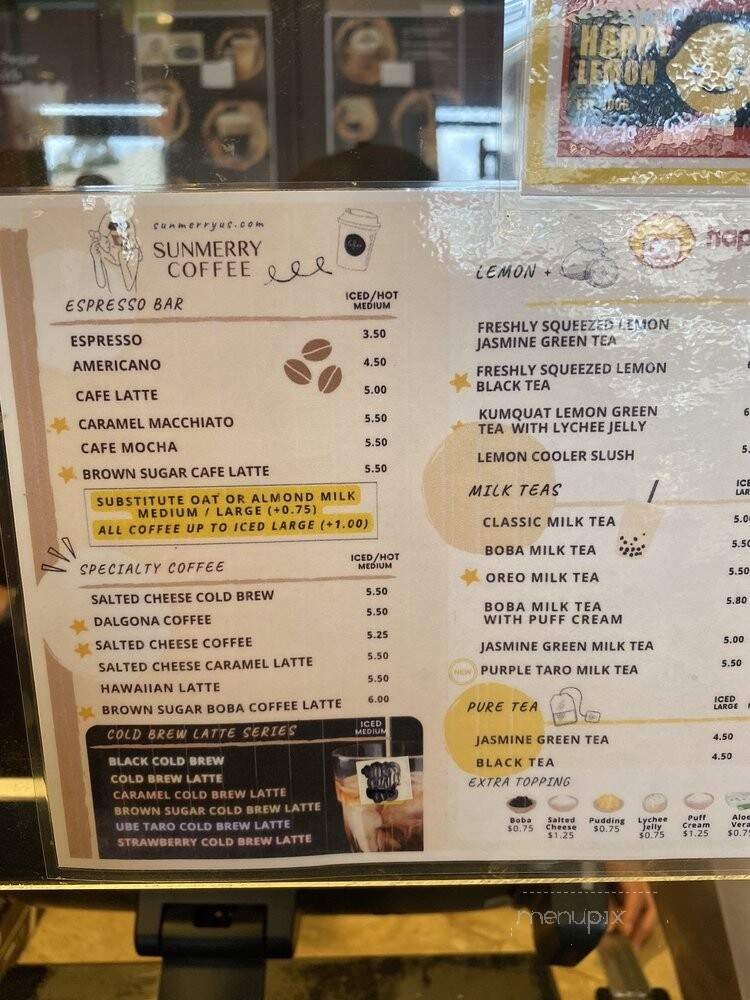 HAPPY
LEMON
EST. 2006
sunmerryus.com
SUNMERRY
COFFEE
ESPRESSO BAR
ICED/HOT
MEDIUM
ESPRESSO 3.50
AMERICANO 4.50
CAFE LATTE 5.00
CARAMEL MACCHIATO 5.50
CAFE MOCHA 5.50
BROWN SUGAR CAFE LATTE 5.50
SUBSTITUTE OAT OR ALMOND MILK
MEDIUM / LARGE (+0.75)
ALL COFFEE UP TO ICED LARGE (+1.00)
SPECIALTY COFFEE
ICED/HOT
MEDIUM
SALTED CHEESE COLD BREW 5.50
DALGONA COFFEE 5.50
SALTED CHEESE COFFEE 5.25
SALTED CHEESE CARAMEL LATTE 5.50
HAWAIIAN LATTE 5.50
BROWN SUGAR BOBA COFFEE LATTE 6.00
COLD BREW LATTE SERIES
ICED
MEDIUM
BLACK COLD BREW
COLD BREW LATTE
CARAMEL COLD BREW LATTE
BROWN SUGAR COLD BREW LATTE
UBE TARO COLD BREW LATTE
STRAWBERRY COLD BREW LATTE
LEMON +
FRESHLY SQUEEZED LEMON
JASMINE GREEN TEA
FRESHLY SQUEEZED LEMON
BLACK TEA
KUMQUAT LEMON GREEN
TEA WITH LYCHEE JELLY
LEMON COOLER SLUSH
MILK TEAS
CLASSIC MILK TEA
BOBA MILK TEA 5.50
OREO MILK TEA 5.50
BOBA MILK TEA 5.80
WITH PUFF CREAM
JASMINE GREEN MILK TEA 5.00
NEW PURPLE TARO MILK TEA 5.50
PURE TEA
ICED
LARGE
JASMINE GREEN TEA 4.50
BLACK TEA 4.50
EXTRA TOPPING
Boba
$0.75
Salted
Cheese
$1.25
Pudding
$0.75
Lychee
Jelly
$0.75
Puff
Cream
$1.25
Aloe
Vera
menupix